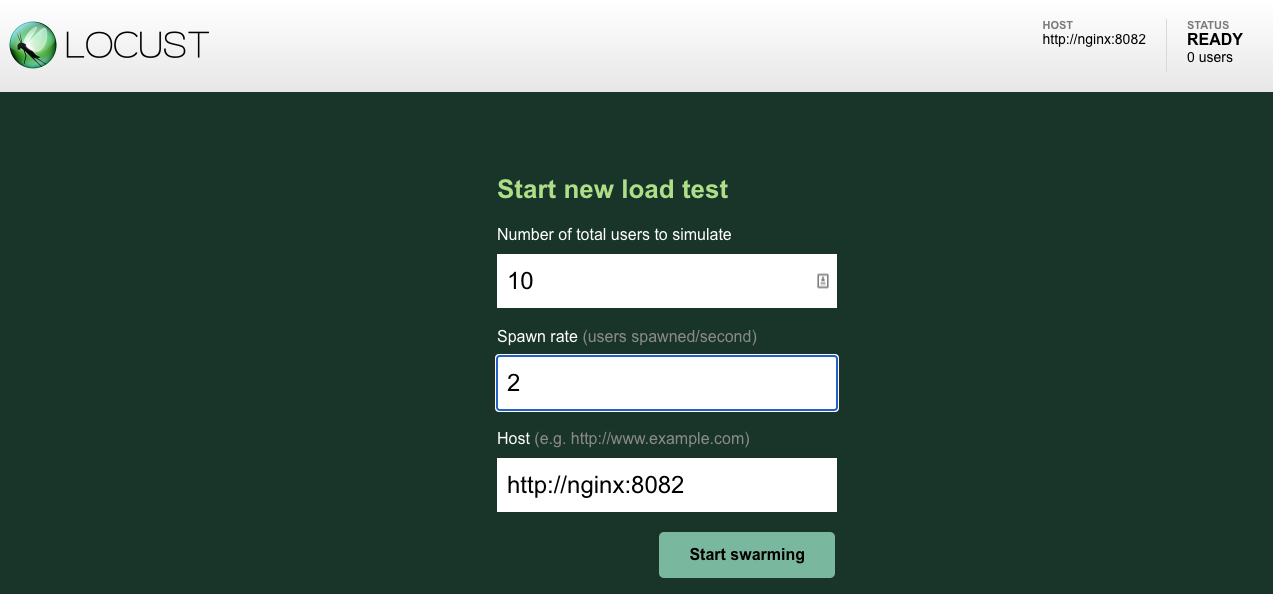 LOCUST
HOST
http://nginx:8082
STATUS
READY
0 users
Start new load test
Number of total users to simulate
10
Spawn rate (users spawned/second)
2
Host (e.g. http://www.example.com)
http://nginx:8082
Start swarming